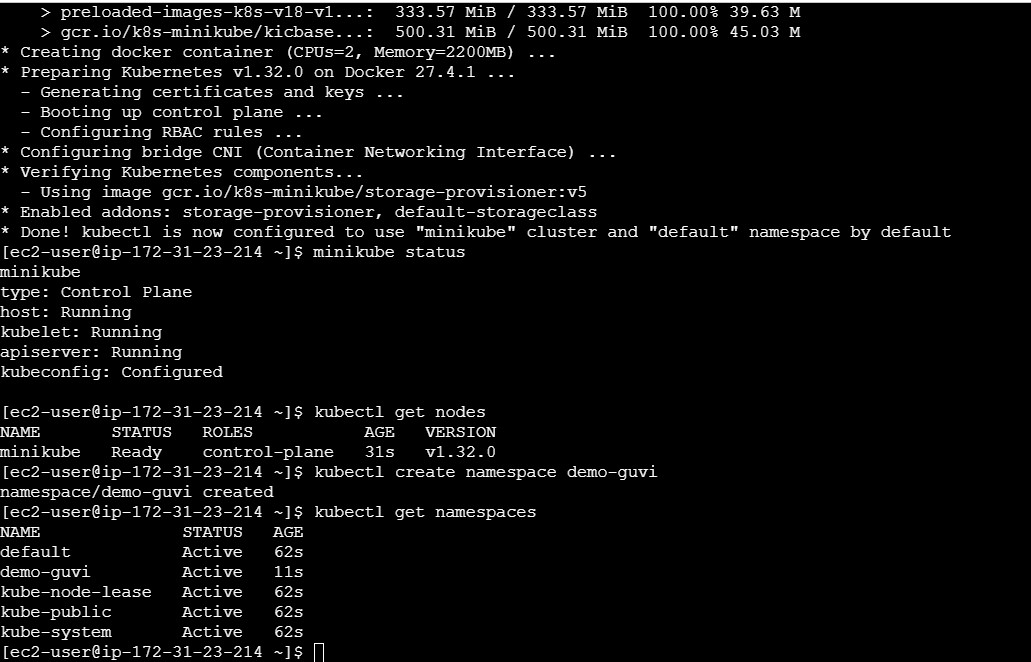 > preloaded-images-k8s-v18-v1...:  333.57 MiB / 333.57 MiB  100.00% 39.63 M
    > gcr.io/k8s-minikube/kicbase...:  500.31 MiB / 500.31 MiB  100.00% 45.03 M
* Creating docker container (CPUs=2, Memory=2200MB) ...
* Preparing Kubernetes v1.32.0 on Docker 27.4.1 ...
  - Generating certificates and keys ...
  - Booting up control plane ...
  - Configuring RBAC rules ...
* Configuring bridge CNI (Container Networking Interface) ...
* Verifying Kubernetes components...
  - Using image gcr.io/k8s-minikube/storage-provisioner:v5
* Enabled addons: storage-provisioner, default-storageclass
* Done! kubectl is now configured to use "minikube" cluster and "default" namespace by default
[ec2-user@ip-172-31-23-214 ~]$ minikube status
minikube
type: Control Plane
host: Running
kubelet: Running
apiserver: Running
kubeconfig: Configured

[ec2-user@ip-172-31-23-214 ~]$ kubectl get nodes
NAME       STATUS   ROLES           AGE   VERSION
minikube   Ready    control-plane   31s   v1.32.0
[ec2-user@ip-172-31-23-214 ~]$ kubectl create namespace demo-guvi
namespace/demo-guvi created
[ec2-user@ip-172-31-23-214 ~]$ kubectl get namespaces
NAME              STATUS   AGE
default           Active   62s
demo-guvi         Active   11s
kube-node-lease   Active   62s
kube-public       Active   62s
kube-system       Active   62s
[ec2-user@ip-172-31-23-214 ~]$